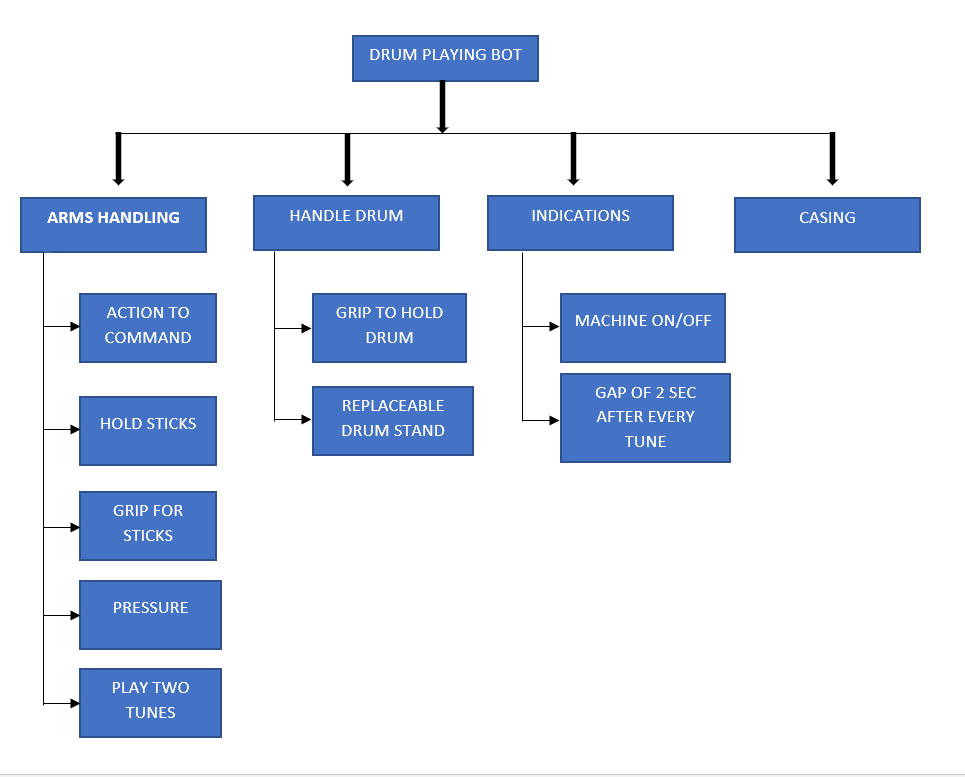 DRUM PLAYING BOT
ARMS HANDLING
HANDLE DRUM
INDICATIONS
CASING
ACTION TO
COMMAND
HOLD STICKS
GRIP FOR
STICKS
PRESSURE
PLAY TWO
TUNES
GRIP TO HOLD
DRUM
REPLACEABLE
DRUM STAND
MACHINE ON/OFF
GAP OF 2 SEC
AFTER EVERY
TUNE